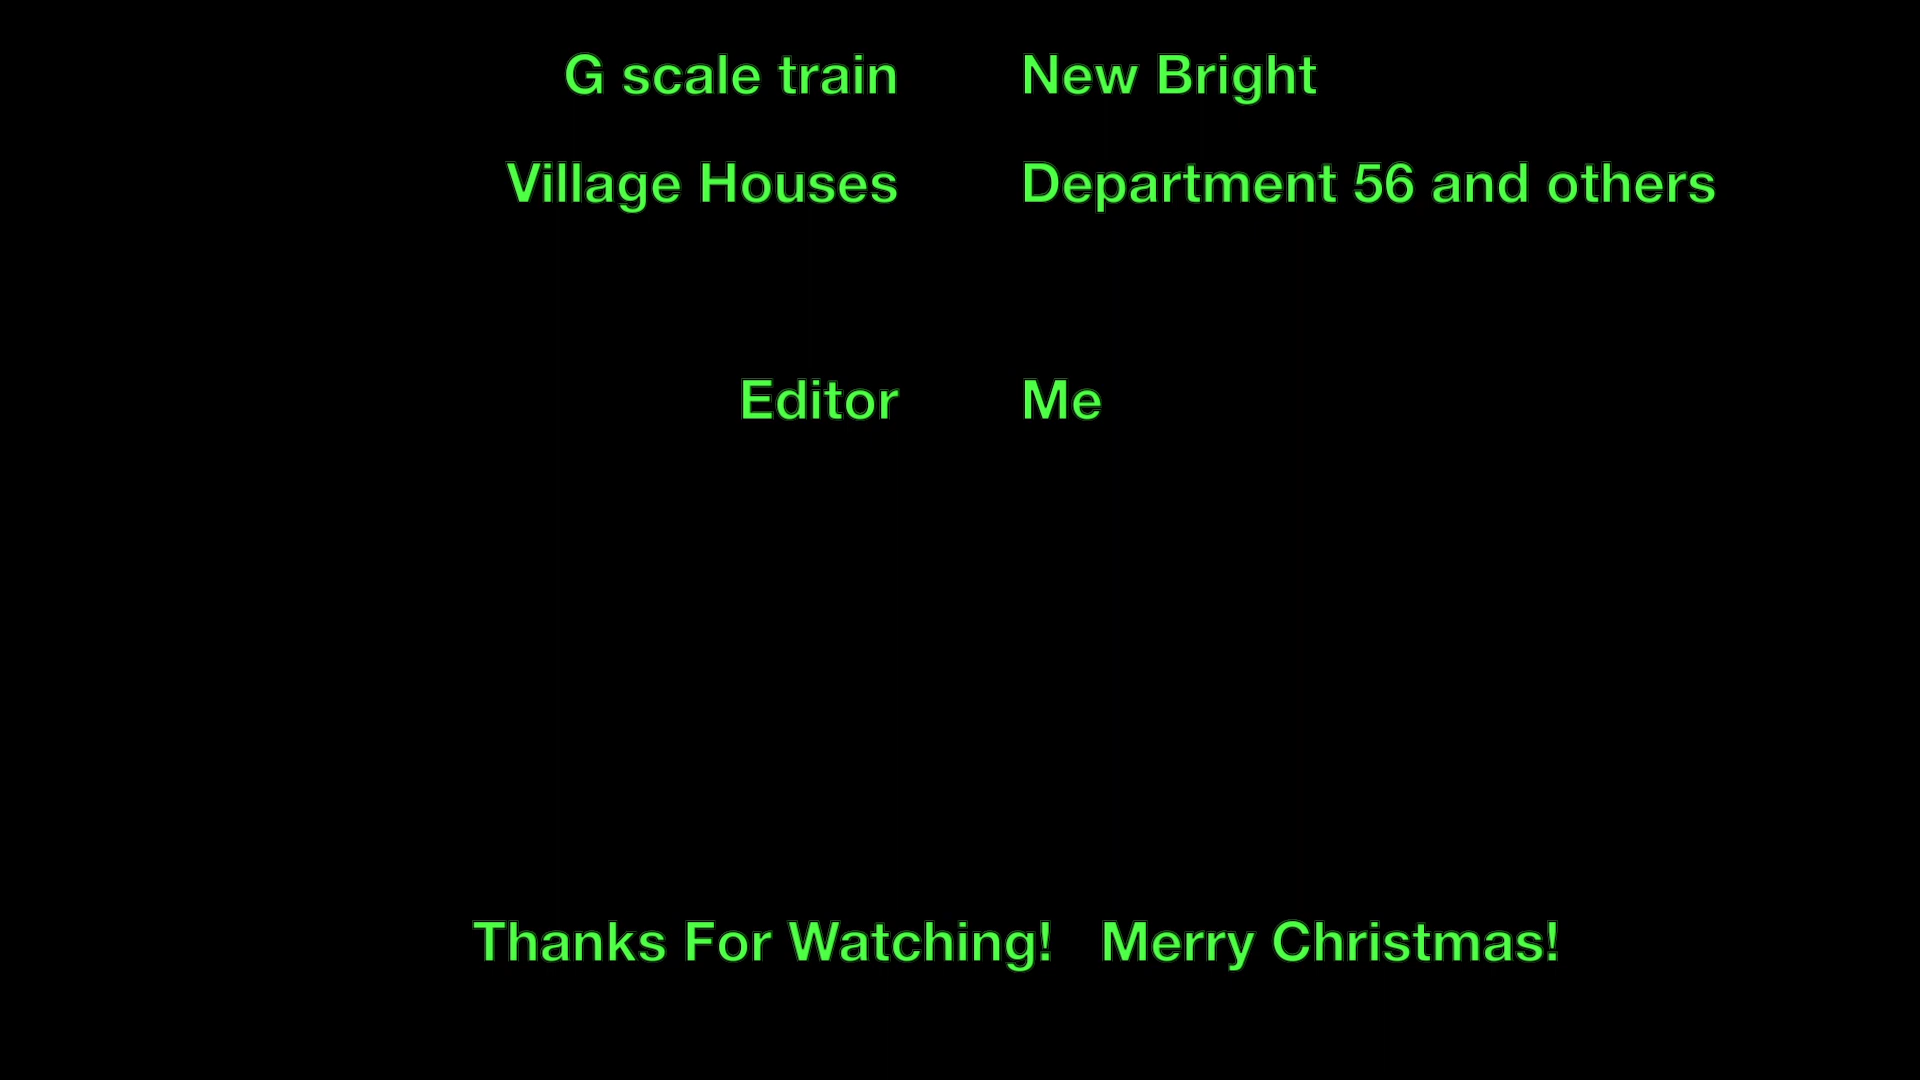 G scale train New Bright
Village Houses Department 56 and others
Editor Me
Thanks For Watching! Merry Christmas!